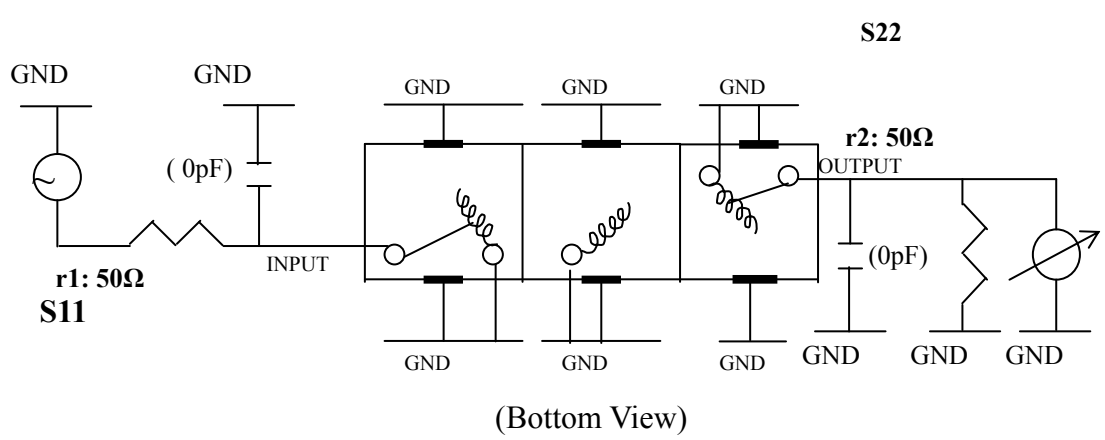 S22
GND
GND
GND
GND
GND
r2: 50Ω
( 0pF)
OUTPUT
INPUT
(0pF)
r1: 50Ω
S11
GND
GND
GND
GND
GND
GND
(Bottom View)